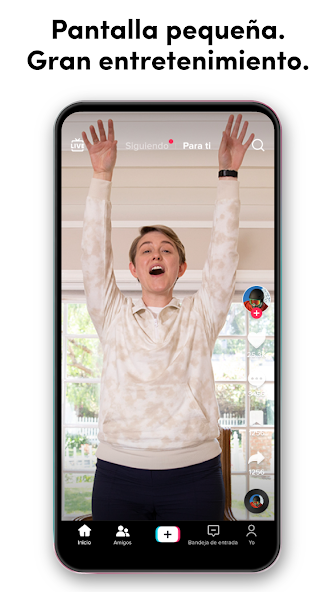 Pantalla pequeña.
Gran entretenimiento.
LIVE
Siguiendo
Para ti
1256
Inicio
Amigos
Bandeja de entrada
Yo